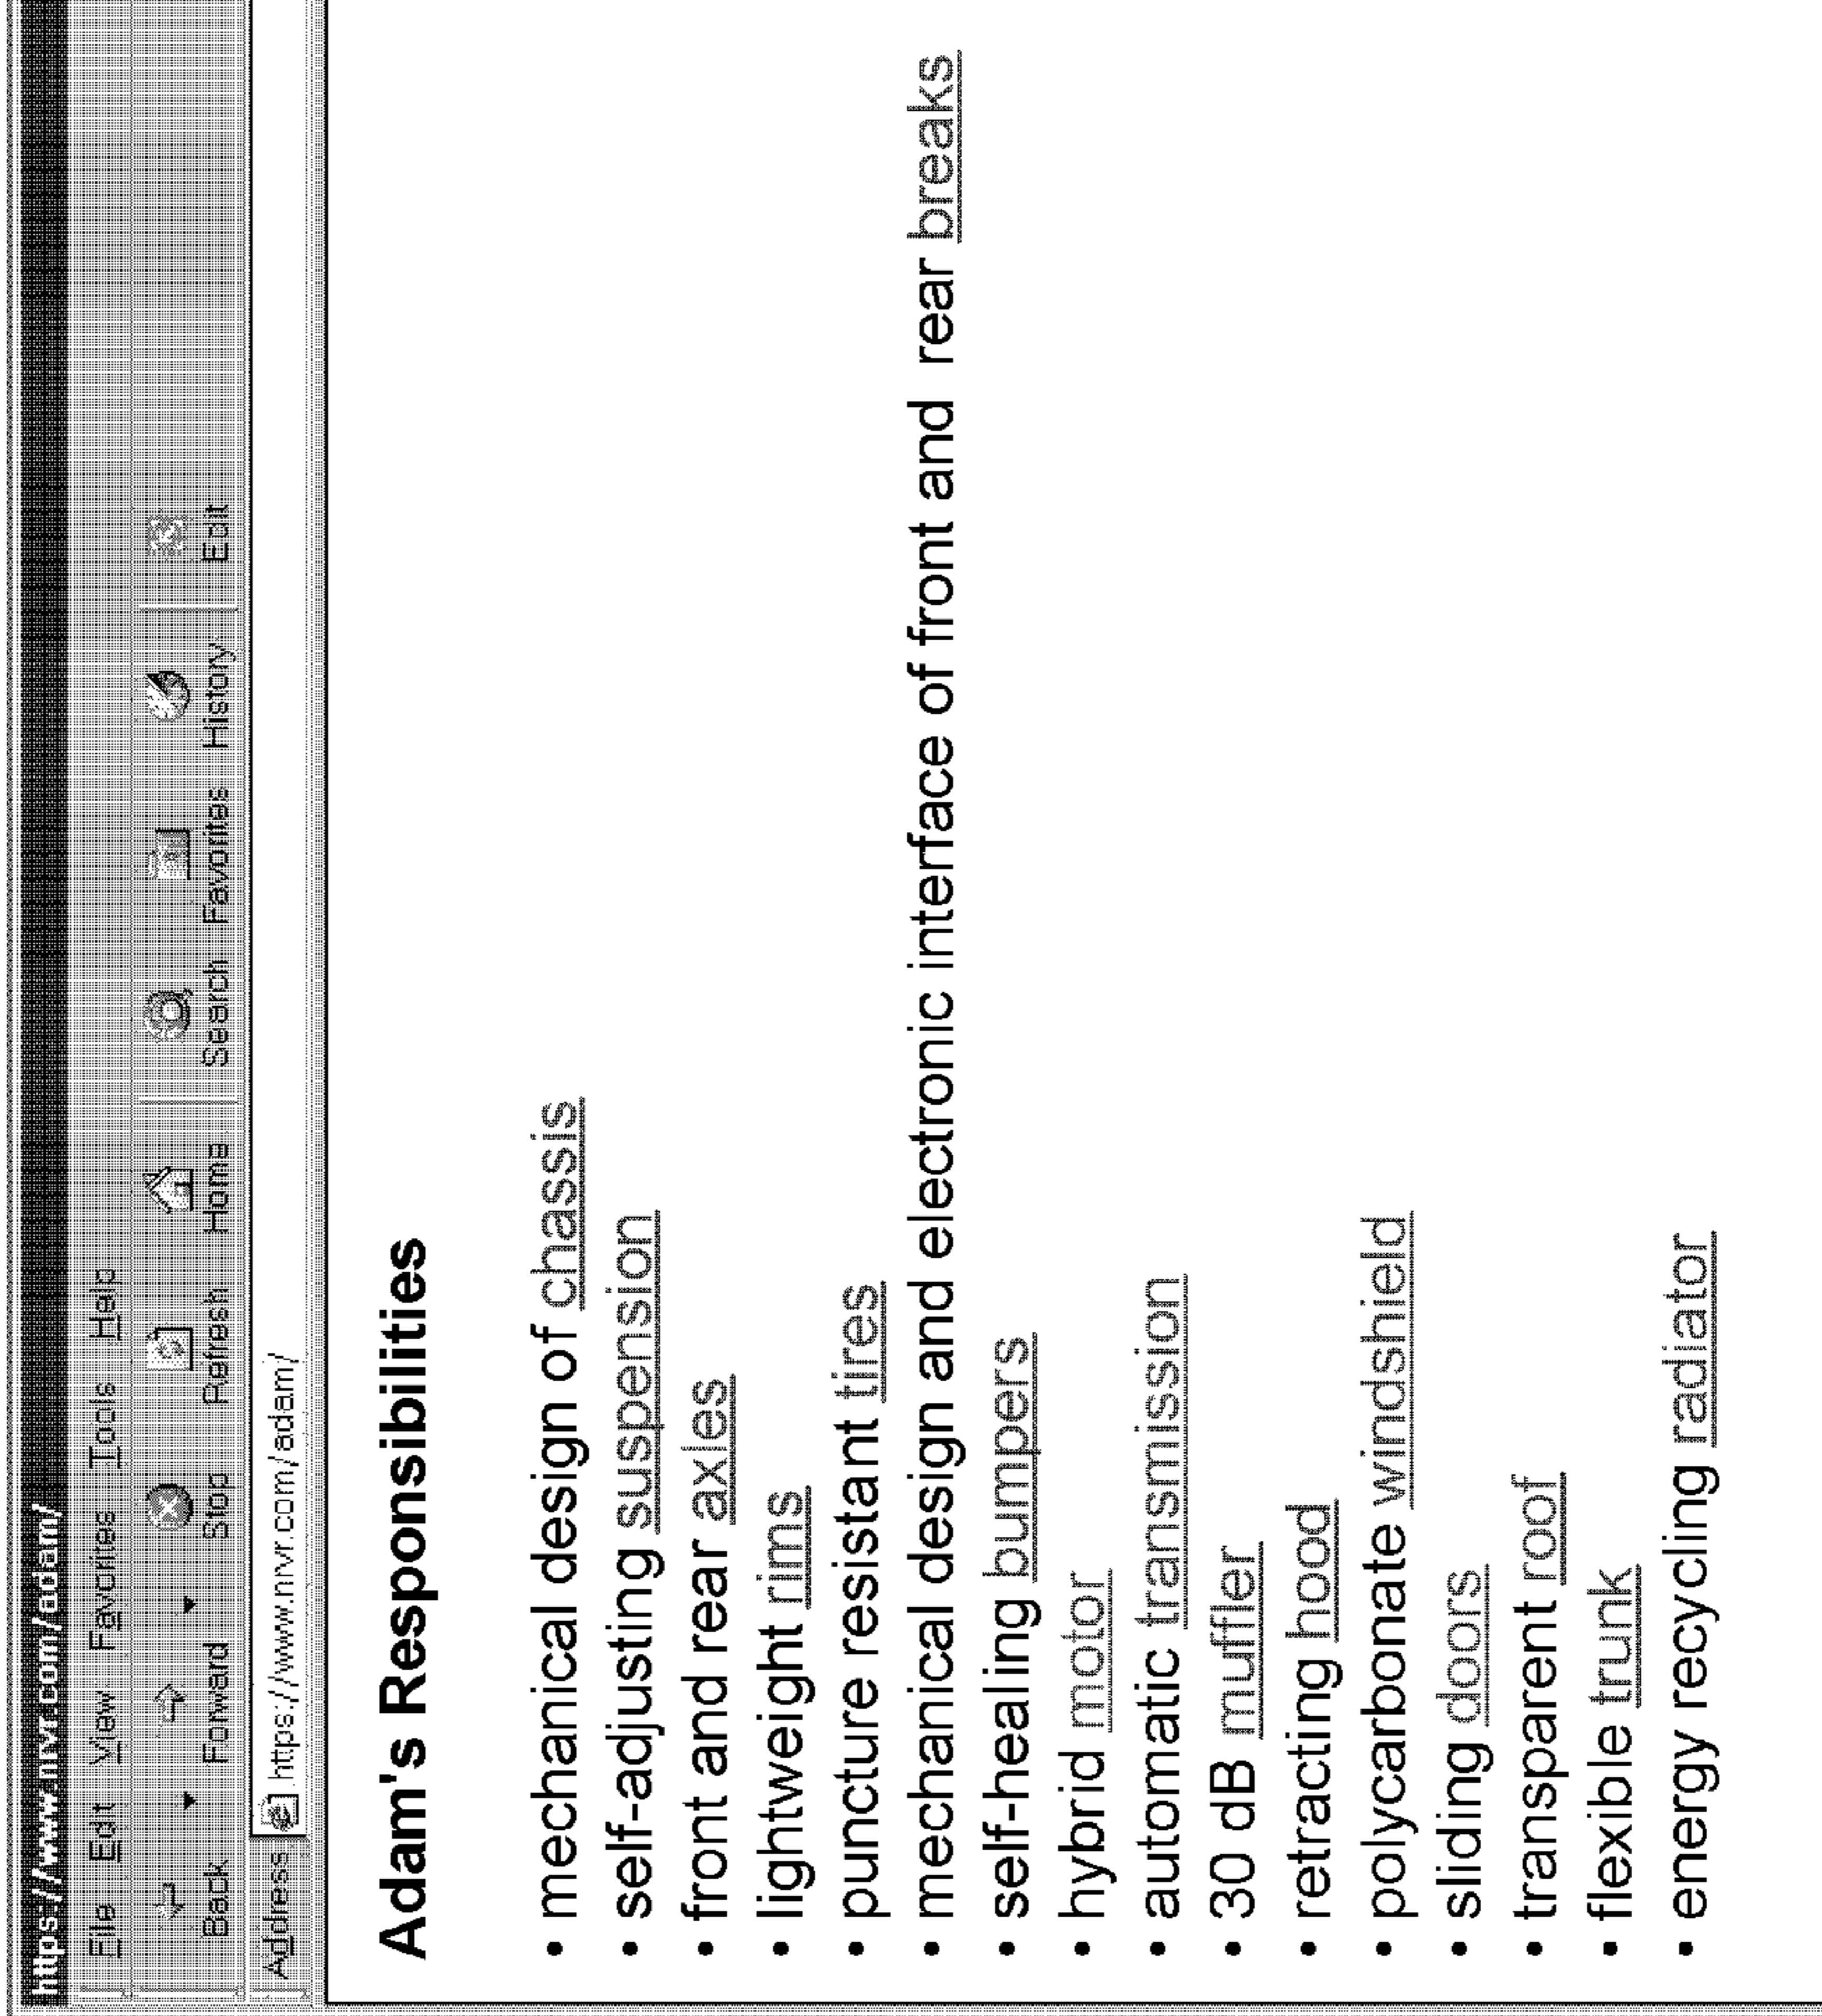 https://www.nrvr.com/adam/
File Edit View Favorites Tools Help
Back Forward Stop Refresh Home Search Favorites History Edit
Address https://www.nrvr.com/adam/
Adam's Responsibilities
• mechanical design of chassis
• self-adjusting suspension
• front and rear axles
• lightweight rims
• puncture resistant tires
• mechanical design and electronic interface of front and rear breaks
• self-healing bumpers
• hybrid motor
• automatic transmission
• 30 dB muffler
• retracting hood
• polycarbonate windshield
• sliding doors
• transparent roof
• flexible trunk
• energy recycling radiator